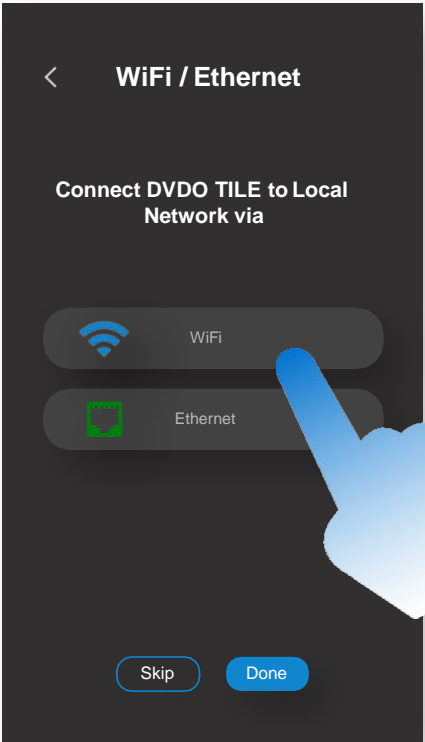 WiFi / Ethernet
Connect DVDO TILE to Local
Network via
WiFi
Ethernet
Skip
Done